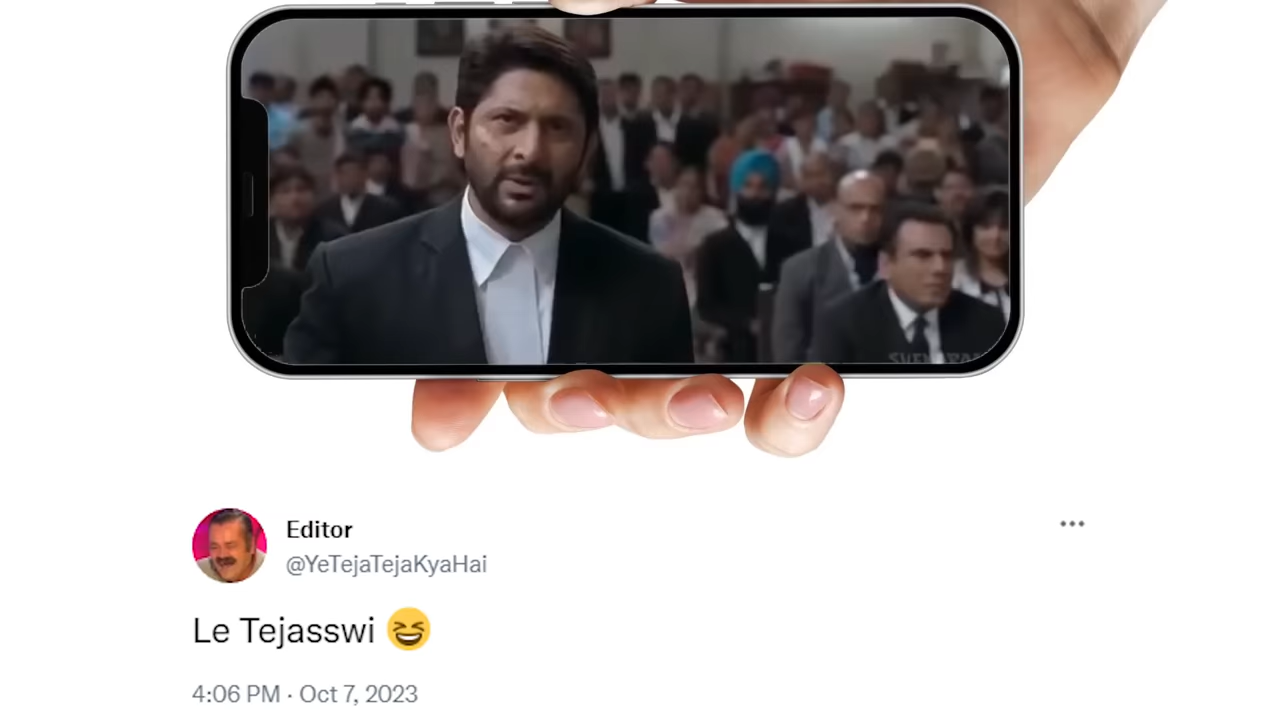 Editor
@YeTejaTejaKyaHai
Le Tejasswi 😆
4:06 PM · Oct 7, 2023